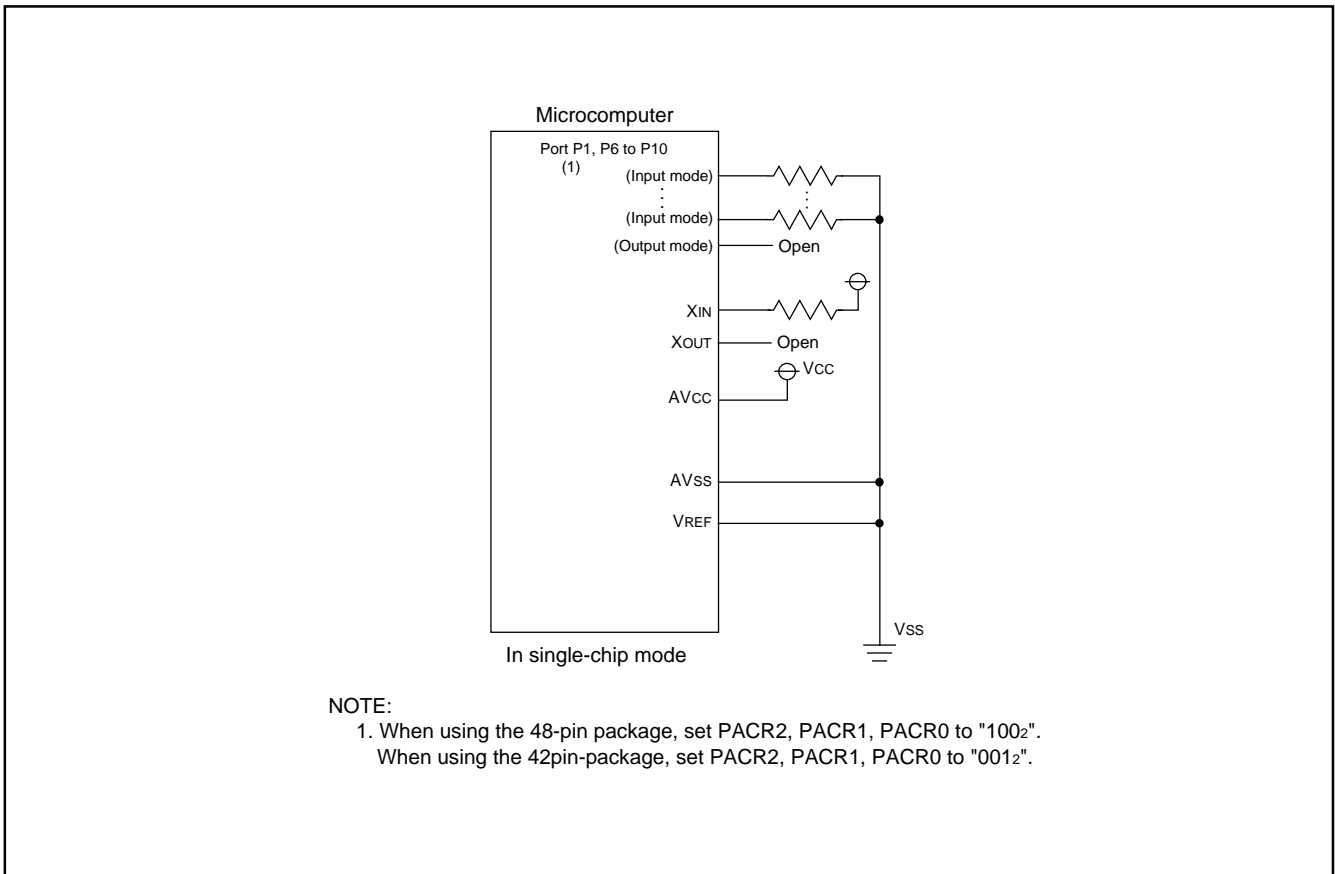 Microcomputer
Port P1, P6 to P10
(1)
(Input mode)
(Input mode)
(Output mode)
Open
XIN
XOUT
Open
VCC
AVCC
AVSS
VREF
VSS
In single-chip mode
NOTE:
1. When using the 48-pin package, set PACR2, PACR1, PACR0 to "1002".
When using the 42pin-package, set PACR2, PACR1, PACR0 to "0012".